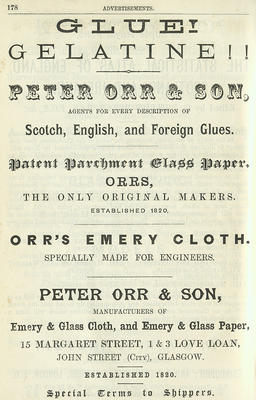 178 ADVERTISEMENTS.
GLUE!
GELATINE!!
PETER ORR & SON,
AGENTS FOR EVERY DESCRIPTION OF
Scotch, English, and Foreign Glues.
Patent Parchment Glass Paper.
ORRS,
THE ONLY ORIGINAL MAKERS.
ESTABLISHED 1820.
ORR'S EMERY CLOTH.
SPECIALLY MADE FOR ENGINEERS.
PETER ORR & SON,
MANUFACTURERS OF
Emery & Glass Cloth, and Emery & Glass Paper,
15 MARGARET STREET, 1 & 3 LOVE LOAN,
JOHN STREET (CITY), GLASGOW.
ESTABLISHED 1820.
Special Terms to Shippers.